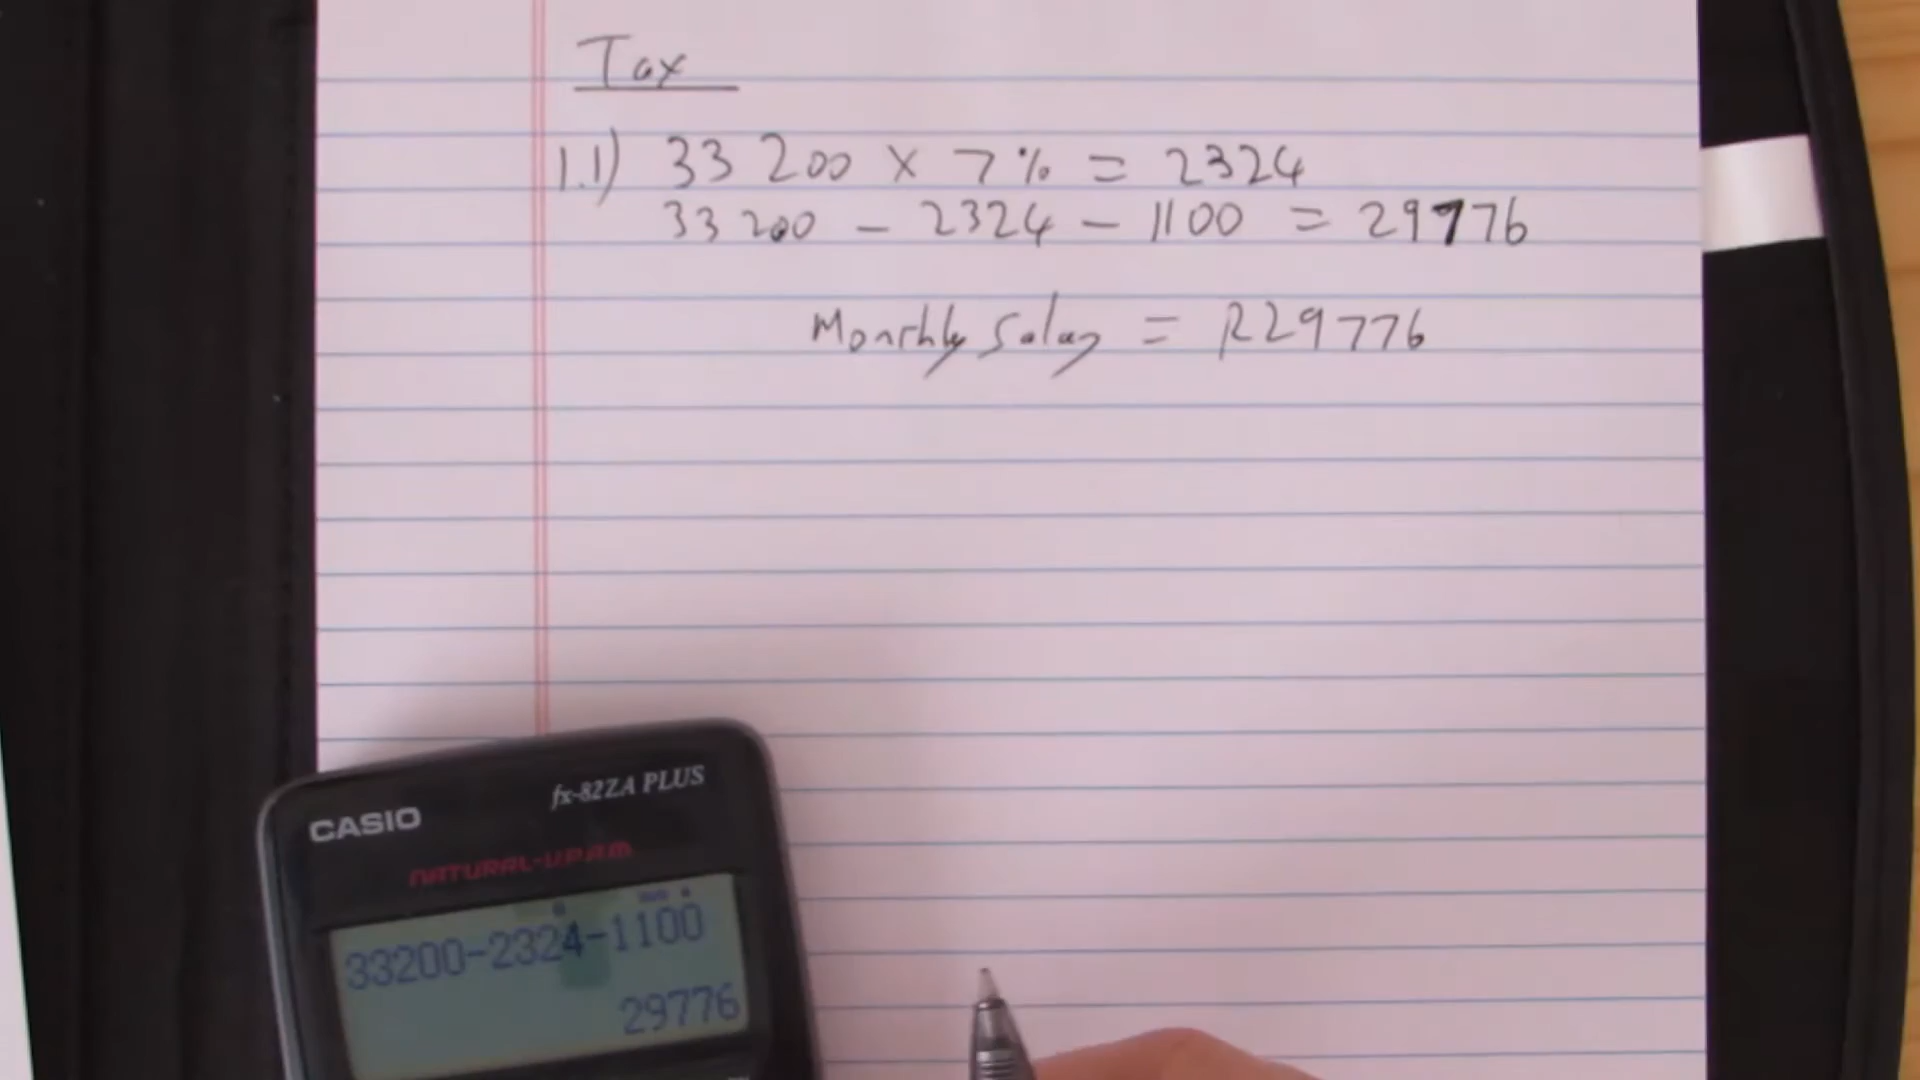 Tax
1.1) 33 200 x 7% = 2324
33 200 - 2324 - 1100 = 29776
Monthly Salary = R29776
CASIO
fx-82ZA PLUS
NATURAL-V.P.A.M.
33200-2324-1100
29776